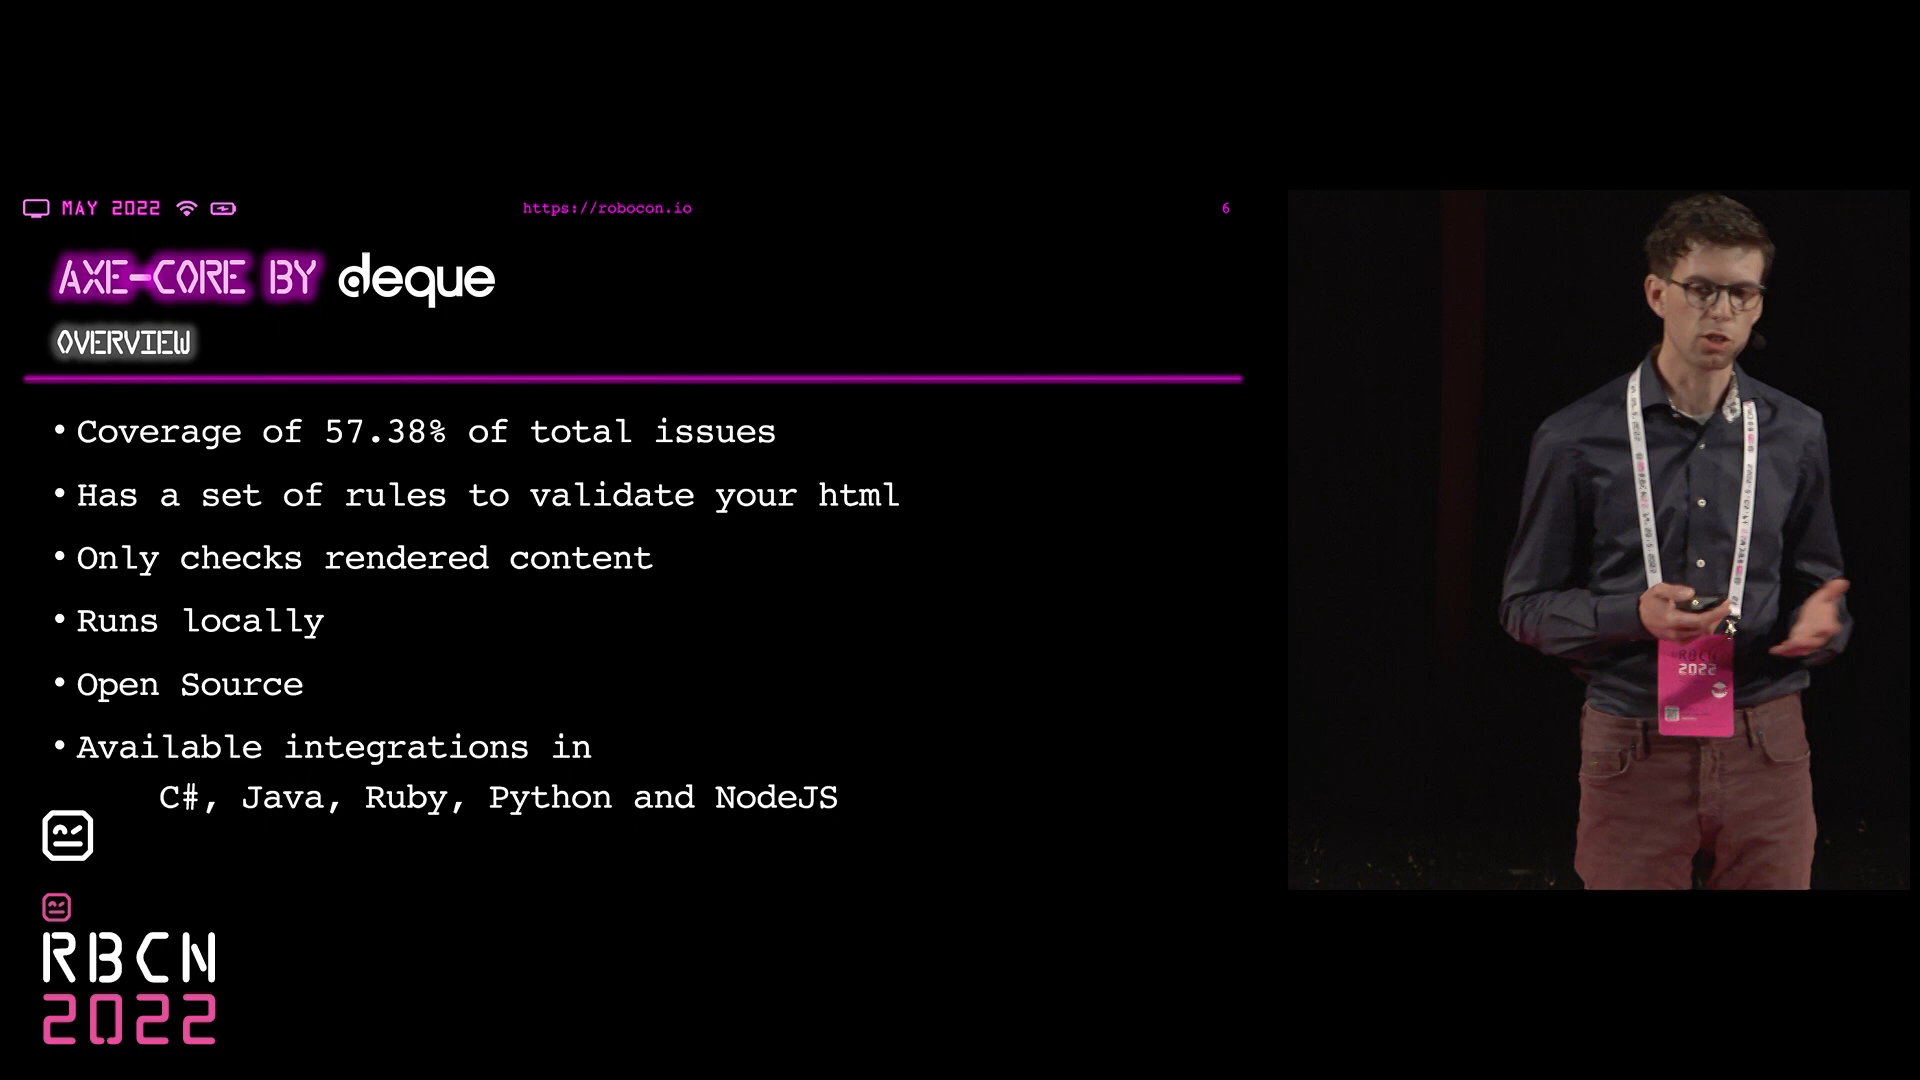 MAY 2022
https://robocon.io
6
AXE-CORE BY deque
OVERVIEW
• Coverage of 57.38% of total issues
• Has a set of rules to validate your html
• Only checks rendered content
• Runs locally
• Open Source
• Available integrations in
C#, Java, Ruby, Python and NodeJS
RBCN
2022
RBCN
2022